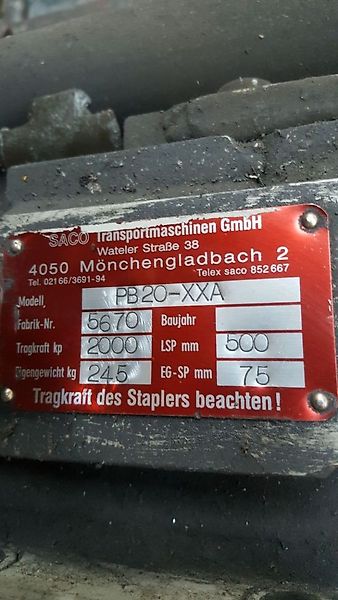 SACO Transportmaschinen GmbH
Wateler Straße 38
4050 Mönchengladbach 2
Tel. 02166/3691-94 Telex saco 852667
Modell PB20-XXA
Fabrik-Nr. 5670 Baujahr
Tragkraft kp 2000 LSP mm 500
Eigengewicht kg 245 EG-SP mm 75
Tragkraft des Staplers beachten!